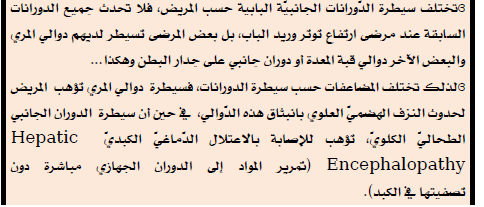 تختلف سيطرة الدّورانات الجانبيّة البابية حسب المريض، فلا تحدث جميع الدورانات
السابقة عند مرضى ارتفاع توتر وريد الباب، بل بعض المرضى تسيطر لديهم دوالي المري
والبعض الآخر دوالي قبة المعدة أو دوران جانبي على جدار البطن وهكذا...
لذلك تختلف المضاعفات حسب سيطرة الدورانات، فسيطرة دوالي المري تؤهب المريض
لحدوث النزف الهضميّ العلوي بانبثاق هذه الدّوالي، في حين أن سيطرة الدوران الجانبي
الطحاليّ الكلويّ، تؤهب للإصابة بالاعتلال الدّماغيّ الكبديّ Hepatic
Encephalopathy (تمرير المواد إلى الدوران الجهازي مباشرة دون
تصفيتها في الكبد).